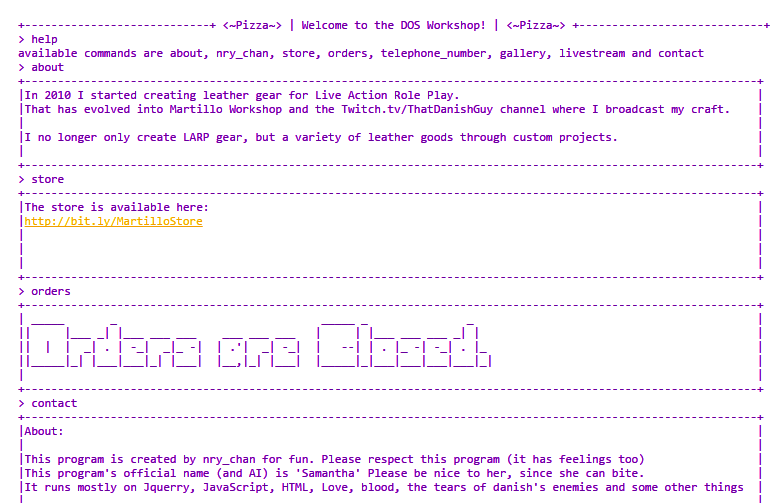 <~Pizza~> | Welcome to the DOS Workshop! | <~Pizza~>
> help
available commands are about, nry_chan, store, orders, telephone_number, gallery, livestream and contact
> about
In 2010 I started creating leather gear for Live Action Role Play.
That has evolved into Martillo Workshop and the Twitch.tv/ThatDanishGuy channel where I broadcast my craft.
I no longer only create LARP gear, but a variety of leather goods through custom projects.
> store
The store is available here:
http://bit.ly/MartilloStore
> orders
Orders are Closed.
> contact
About:
This program is created by nry_chan for fun. Please respect this program (it has feelings too)
This program's official name (and AI) is 'Samantha' Please be nice to her, since she can bite.
It runs mostly on Jquerry, JavaScript, HTML, Love, blood, the tears of danish's enemies and some other things